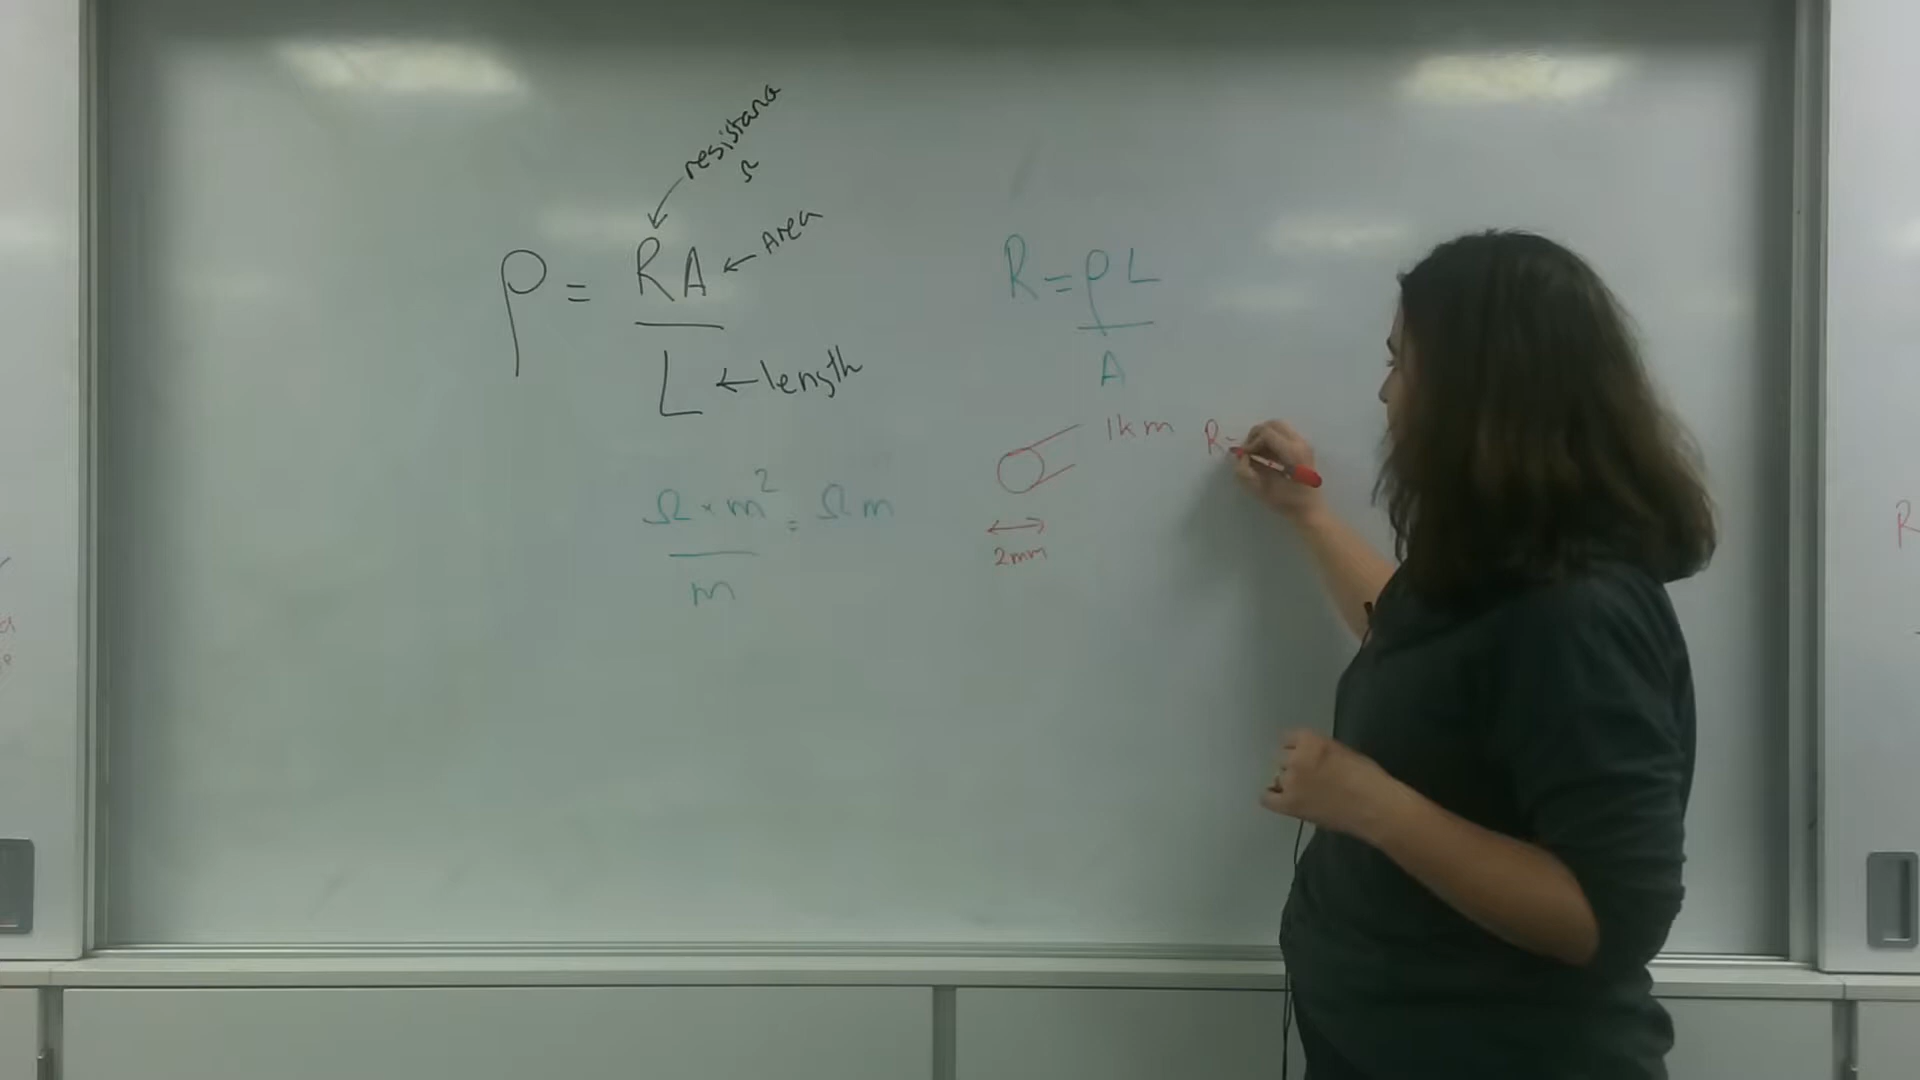 resistance
Ω
ρ = RA ← Area
L ← length
Ω × m² = Ωm
m
R = ρL
A
1km
R=
2mm
R